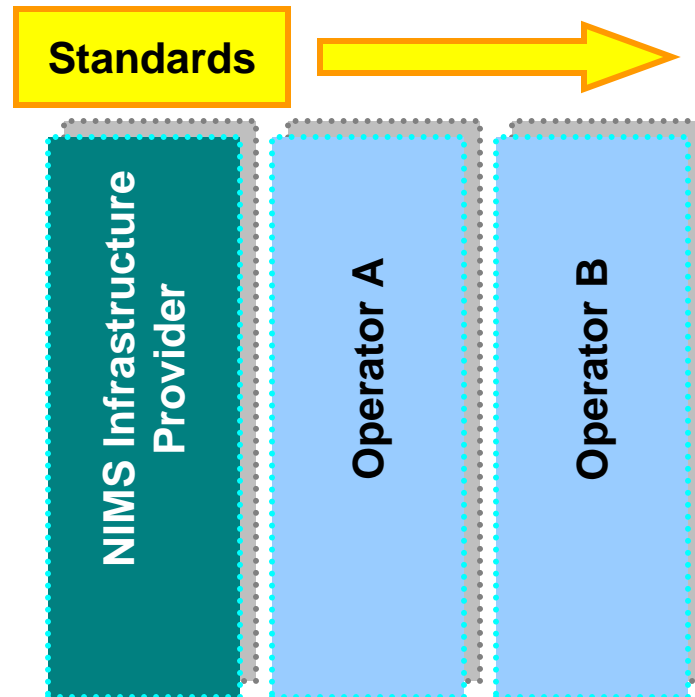 Standards
NIMS Infrastructure
Provider
Operator A
Operator B